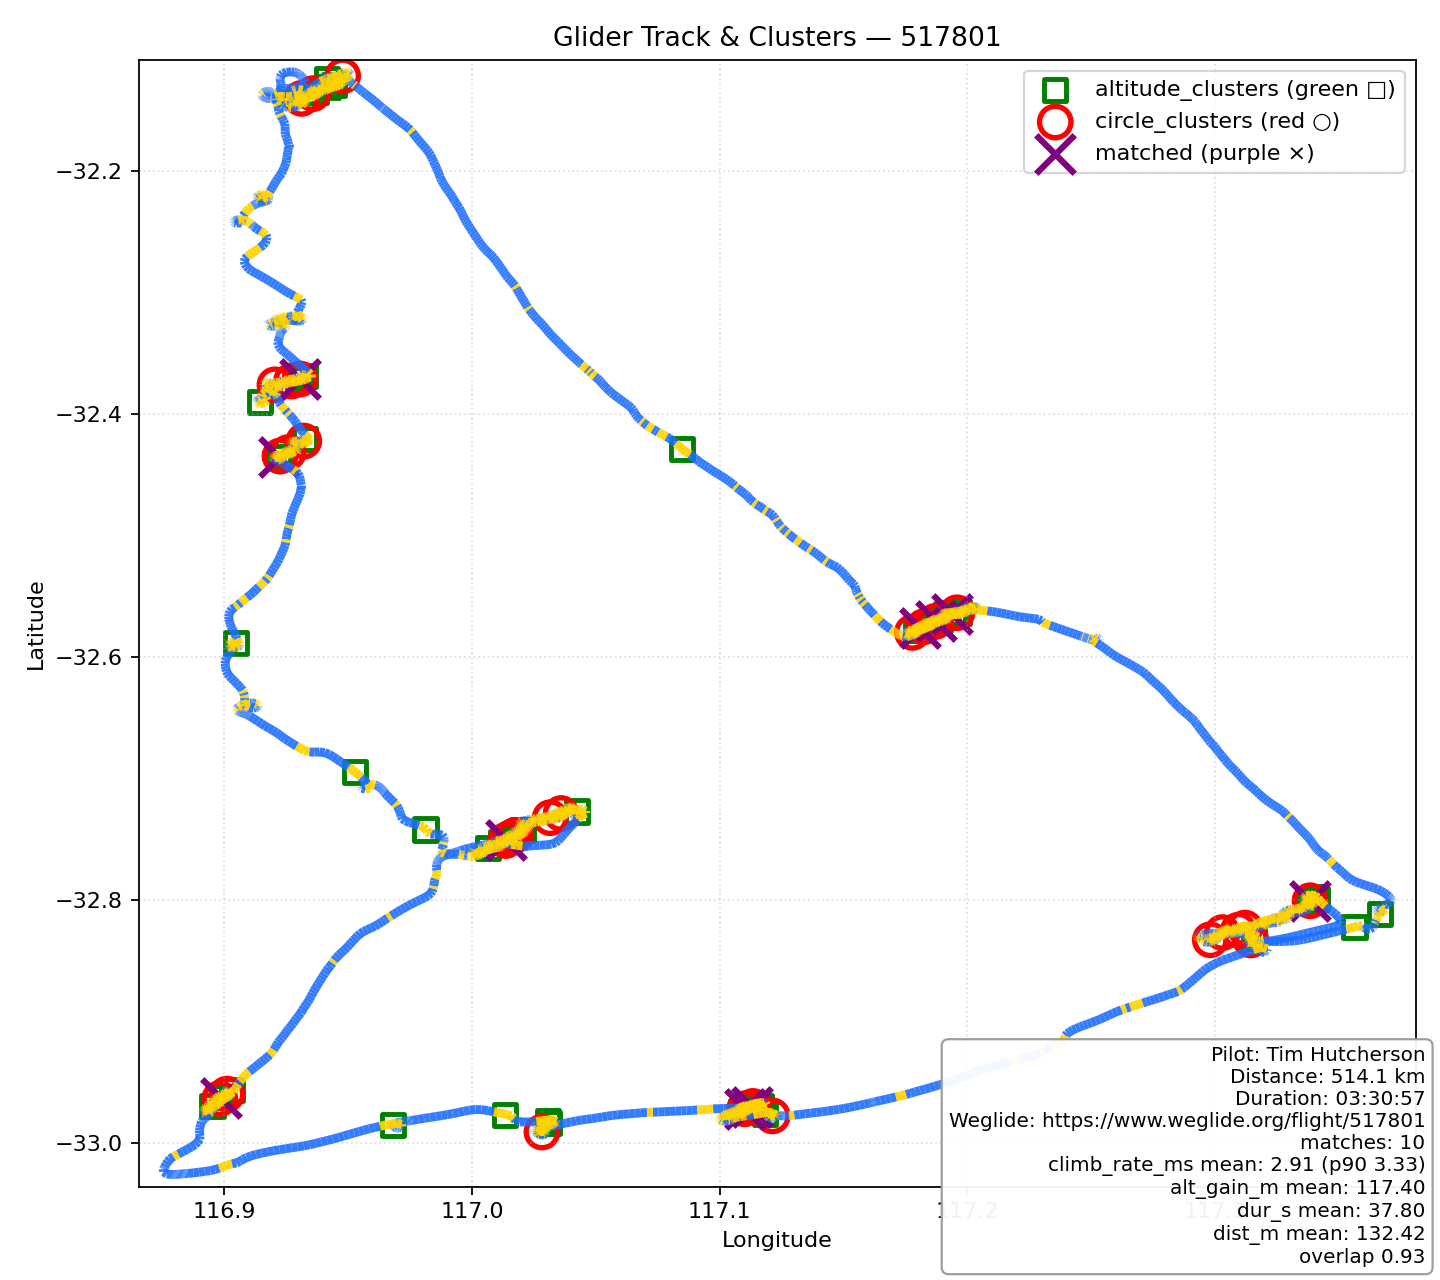 Glider Track & Clusters — 517801
altitude_clusters (green □)
circle_clusters (red ○)
matched (purple ×)
−32.2
−32.4
−32.6
−32.8
−33.0
Latitude
116.9
117.0
117.1
117.2
Longitude
Pilot: Tim Hutcherson
Distance: 514.1 km
Duration: 03:30:57
Weglide: https://www.weglide.org/flight/517801
matches: 10
climb_rate_ms mean: 2.91 (p90 3.33)
alt_gain_m mean: 117.40
dur_s mean: 37.80
dist_m mean: 132.42
overlap 0.93